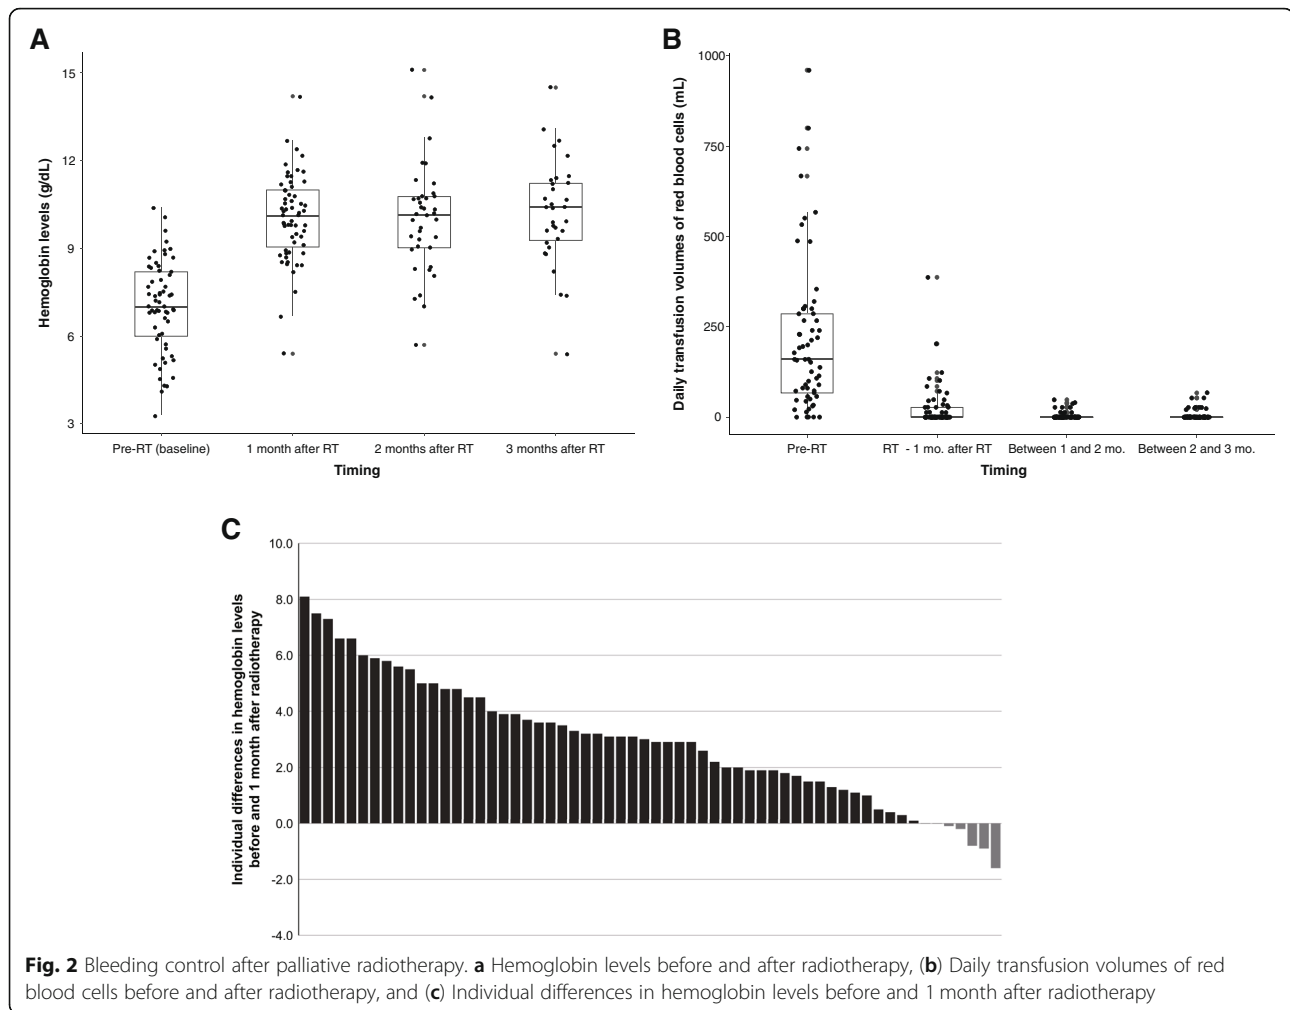 A
B
Hemoglobin levels (g/dL)
15
12
9
6
3
Pre-RT (baseline)
1 month after RT
2 months after RT
3 months after RT
Timing
Daily transfusion volumes of red blood cells (mL)
1000
750
500
250
0
Pre-RT
RT - 1 mo. after RT
Between 1 and 2 mo.
Between 2 and 3 mo.
Timing
C
Individual differences in hemoglobin levels
before and 1 month after radiotherapy
10.0
8.0
6.0
4.0
2.0
0.0
-2.0
-4.0
Fig. 2 Bleeding control after palliative radiotherapy. a Hemoglobin levels before and after radiotherapy, (b) Daily transfusion volumes of red
blood cells before and after radiotherapy, and (c) Individual differences in hemoglobin levels before and 1 month after radiotherapy